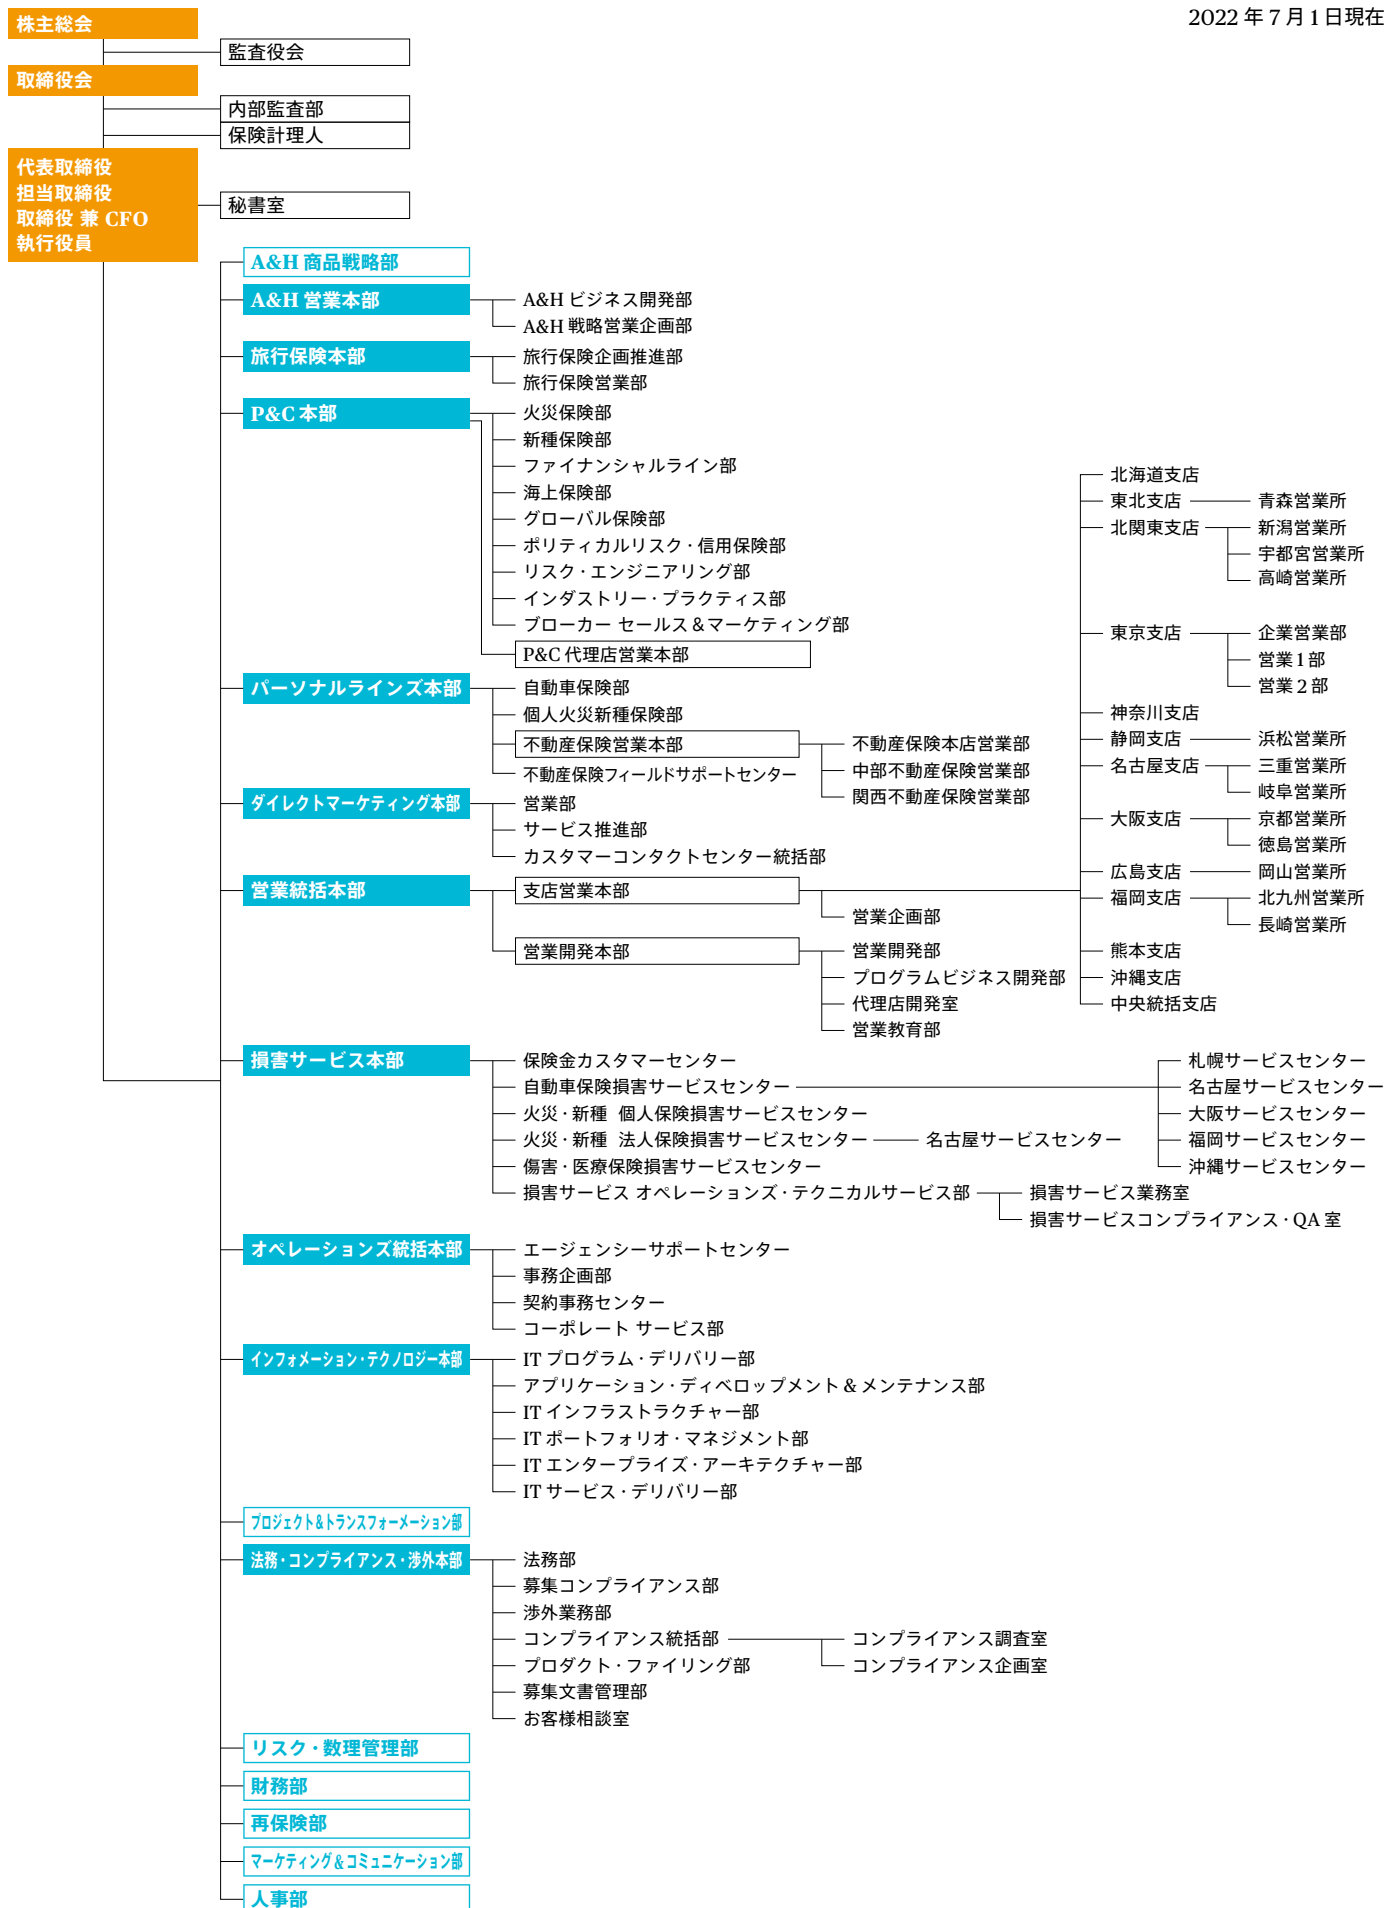 2022 年 7 月 1 日現在
株主総会
監査役会
取締役会
内部監査部
保険計理人
代表取締役
担当取締役
取締役 兼 CFO
執行役員
秘書室
A&H 商品戦略部
A&H 営業本部
A&H ビジネス開発部
A&H 戦略営業企画部
旅行保険本部
旅行保険企画推進部
旅行保険営業部
P&C 本部
火災保険部
新種保険部
ファイナンシャルライン部
海上保険部
グローバル保険部
ポリティカルリスク・信用保険部
リスク・エンジニアリング部
インダストリー・プラクティス部
ブローカー セールス＆マーケティング部
P&C 代理店営業本部
パーソナルラインズ本部
自動車保険部
個人火災新種保険部
不動産保険営業本部
不動産保険本店営業部
中部不動産保険営業部
関西不動産保険営業部
不動産保険フィールドサポートセンター
ダイレクトマーケティング本部
営業部
サービス推進部
カスタマーコンタクトセンター統括部
営業統括本部
支店営業本部
営業企画部
北海道支店
東北支店
青森営業所
北関東支店
新潟営業所
宇都宮営業所
高崎営業所
東京支店
企業営業部
営業 1 部
営業 2 部
神奈川支店
静岡支店
浜松営業所
名古屋支店
三重営業所
岐阜営業所
大阪支店
京都営業所
徳島営業所
広島支店
岡山営業所
福岡支店
北九州営業所
長崎営業所
熊本支店
沖縄支店
中央統括支店
営業開発本部
営業開発部
プログラムビジネス開発部
代理店開発室
営業教育部
損害サービス本部
保険金カスタマーセンター
自動車保険損害サービスセンター
札幌サービスセンター
名古屋サービスセンター
大阪サービスセンター
福岡サービスセンター
沖縄サービスセンター
火災・新種 個人保険損害サービスセンター
火災・新種 法人保険損害サービスセンター
名古屋サービスセンター
傷害・医療保険損害サービスセンター
損害サービス オペレーションズ・テクニカルサービス部
損害サービス業務室
損害サービスコンプライアンス・QA 室
オペレーションズ統括本部
エージェンシーサポートセンター
事務企画部
契約事務センター
コーポレート サービス部
インフォメーション・テクノロジー本部
IT プログラム・デリバリー部
アプリケーション・ディベロップメント & メンテナンス部
IT インフラストラクチャー部
IT ポートフォリオ・マネジメント部
IT エンタープライズ・アーキテクチャー部
IT サービス・デリバリー部
プロジェクト＆トランスフォーメーション部
法務・コンプライアンス・渉外本部
法務部
募集コンプライアンス部
渉外業務部
コンプライアンス統括部
コンプライアンス調査室
コンプライアンス企画室
プロダクト・ファイリング部
募集文書管理部
お客様相談室
リスク・数理管理部
財務部
再保険部
マーケティング＆コミュニケーション部
人事部